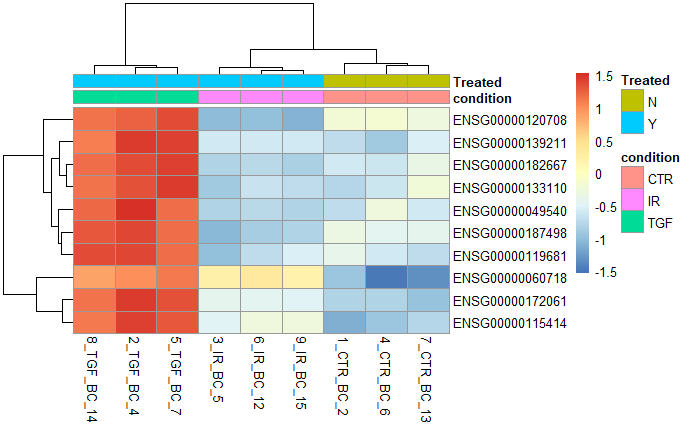 Treated
condition
ENSG00000120708
ENSG00000139211
ENSG00000182667
ENSG00000133110
ENSG00000049540
ENSG00000187498
ENSG00000119681
ENSG00000060718
ENSG00000172061
ENSG00000115414
8_TGF_BC_14
2_TGF_BC_4
5_TGF_BC_7
3_IR_BC_5
6_IR_BC_12
9_IR_BC_15
1_CTR_BC_2
4_CTR_BC_6
7_CTR_BC_13
1.5
1
0.5
0
-0.5
-1
-1.5
Treated
N
Y
condition
CTR
IR
TGF